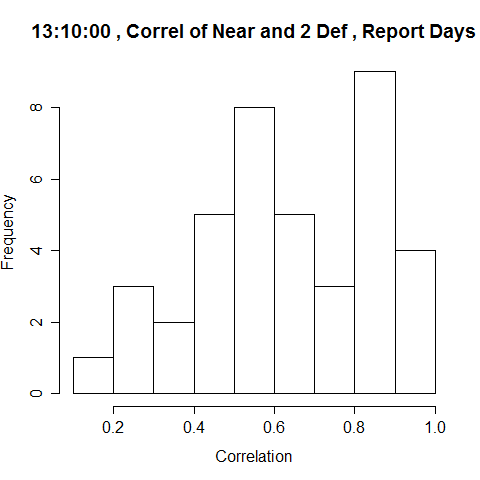 13:10:00 , Correl of Near and 2 Def , Report Days
Frequency
8
6
4
2
0
0.2 0.4 0.6 0.8 1.0
Correlation